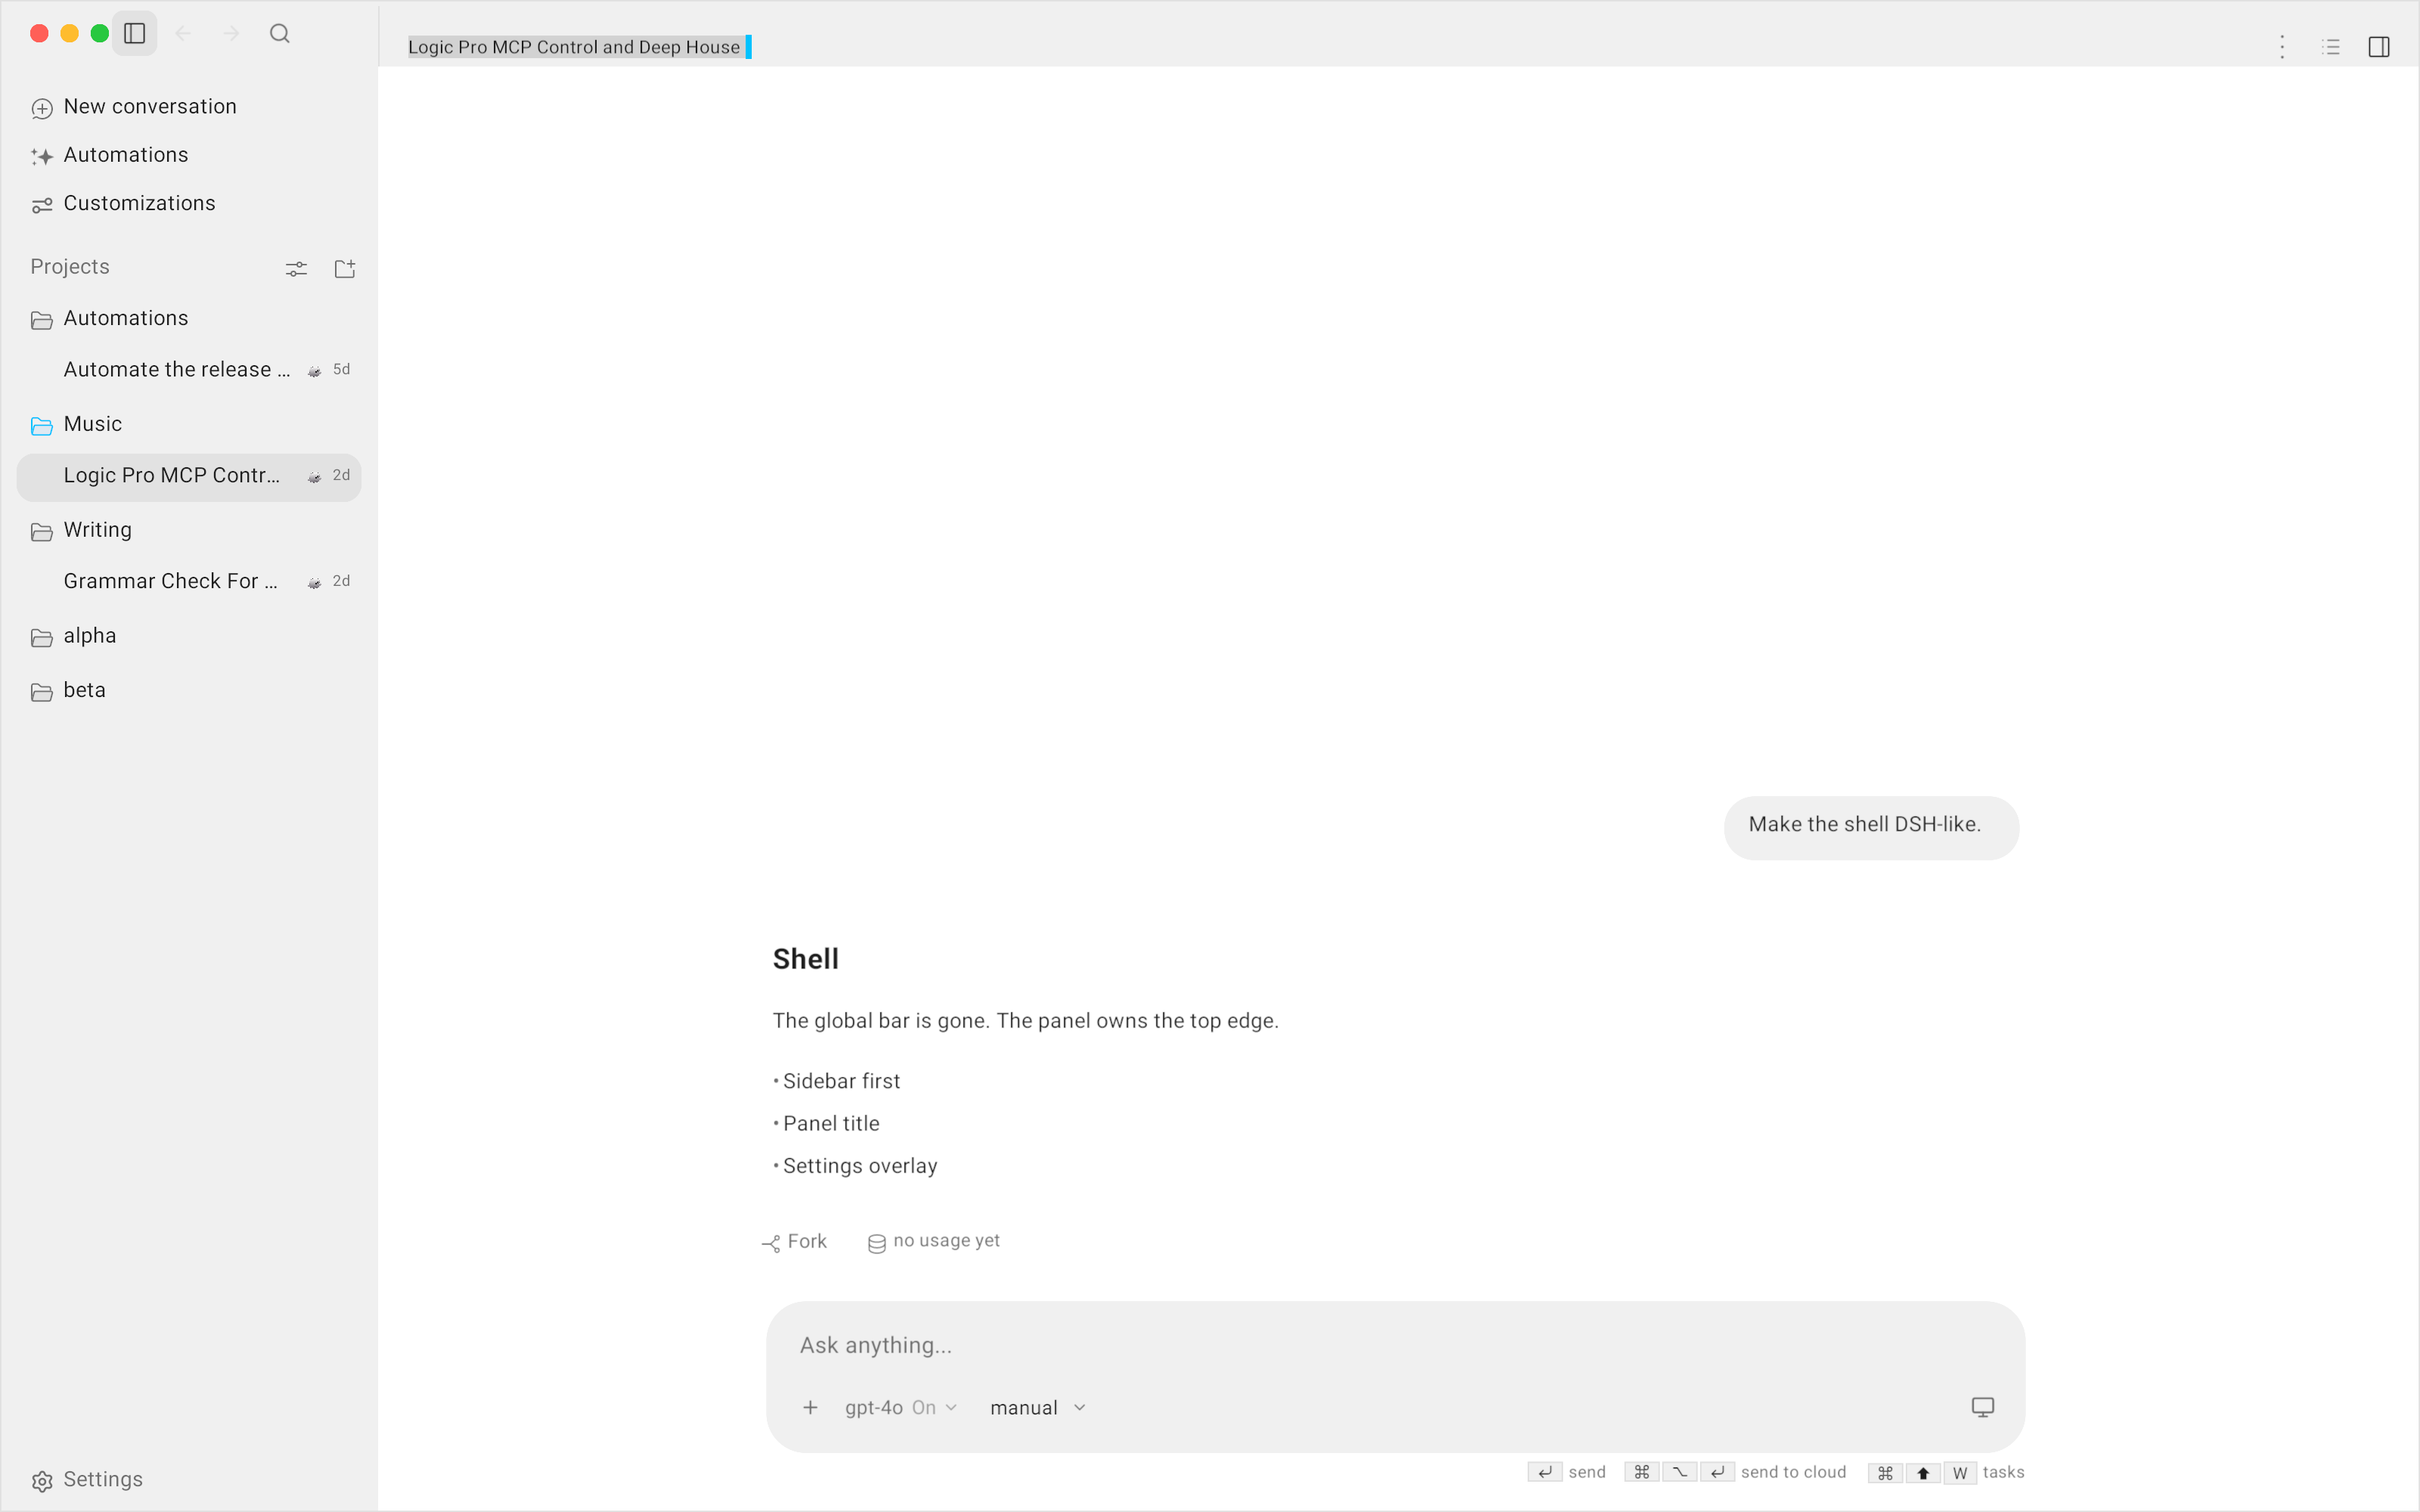 Logic Pro MCP Control and Deep House
New conversation
Automations
Customizations
Projects
Automations
Automate the release ... 5d
Music
Logic Pro MCP Contr... 2d
Writing
Grammar Check For ... 2d
alpha
beta
Settings
Make the shell DSH-like.
Shell
The global bar is gone. The panel owns the top edge.
• Sidebar first
• Panel title
• Settings overlay
Fork no usage yet
Ask anything...
+ gpt-4o On manual
↵ send ⌘ ⌥ ↵ send to cloud ⌘ ⬆ W tasks